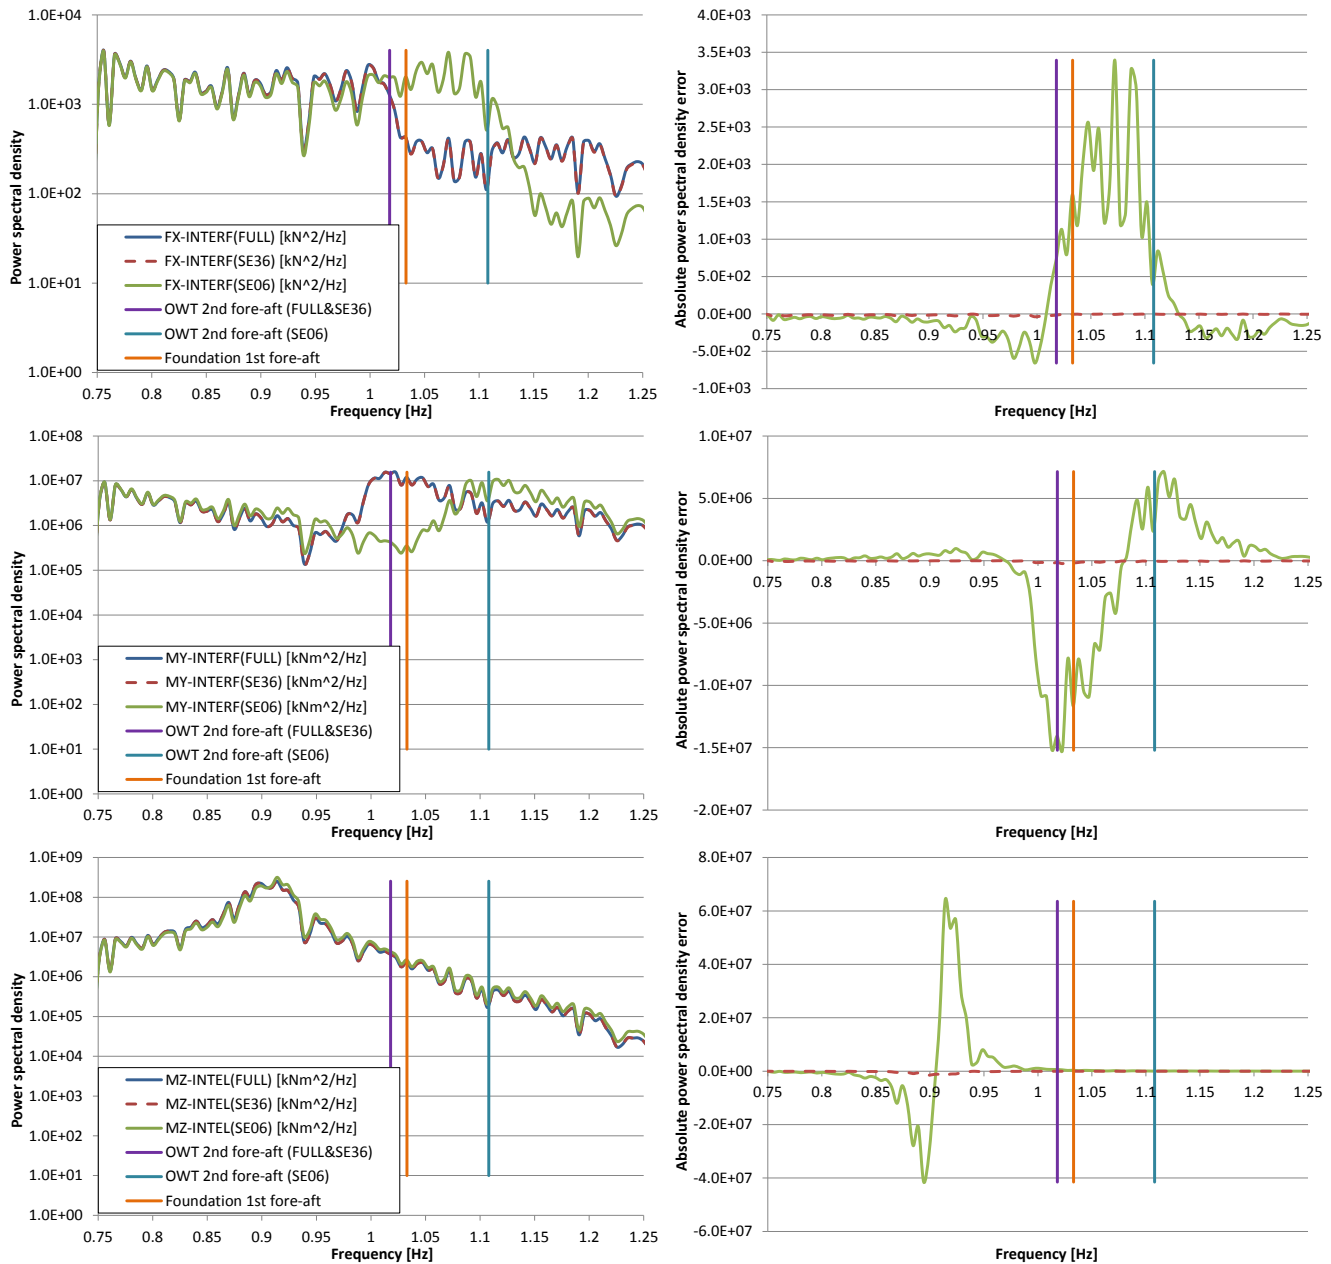 Power spectral density
1.0E+04
1.0E+03
1.0E+02
1.0E+01
1.0E+00
FX-INTERF(FULL) [kN^2/Hz]
FX-INTERF(SE36) [kN^2/Hz]
FX-INTERF(SE06) [kN^2/Hz]
OWT 2nd fore-aft (FULL&SE36)
OWT 2nd fore-aft (SE06)
Foundation 1st fore-aft
0.75 0.8 0.85 0.9 0.95 1 1.05 1.1 1.15 1.2 1.25
Frequency [Hz]
Absolute power spectral density error
4.0E+03
3.5E+03
3.0E+03
2.5E+03
2.0E+03
1.5E+03
1.0E+03
5.0E+02
0.0E+00
-5.0E+02
-1.0E+03
0.75 0.8 0.85 0.9 0.95 1 1.05 1.1 1.15 1.2 1.25
Frequency [Hz]
Power spectral density
1.0E+08
1.0E+07
1.0E+06
1.0E+05
1.0E+04
1.0E+03
1.0E+02
1.0E+01
1.0E+00
MY-INTERF(FULL) [kNm^2/Hz]
MY-INTERF(SE36) [kNm^2/Hz]
MY-INTERF(SE06) [kNm^2/Hz]
OWT 2nd fore-aft (FULL&SE36)
OWT 2nd fore-aft (SE06)
Foundation 1st fore-aft
0.75 0.8 0.85 0.9 0.95 1 1.05 1.1 1.15 1.2 1.25
Frequency [Hz]
Absolute power spectral density error
1.0E+07
5.0E+06
0.0E+00
-5.0E+06
-1.0E+07
-1.5E+07
-2.0E+07
0.75 0.8 0.85 0.9 0.95 1 1.05 1.1 1.15 1.2 1.25
Frequency [Hz]
Power spectral density
1.0E+09
1.0E+08
1.0E+07
1.0E+06
1.0E+05
1.0E+04
1.0E+03
1.0E+02
1.0E+01
1.0E+00
MZ-INTEL(FULL) [kNm^2/Hz]
MZ-INTEL(SE36) [kNm^2/Hz]
MZ-INTEL(SE06) [kNm^2/Hz]
OWT 2nd fore-aft (FULL&SE36)
OWT 2nd fore-aft (SE06)
Foundation 1st fore-aft
0.75 0.8 0.85 0.9 0.95 1 1.05 1.1 1.15 1.2 1.25
Frequency [Hz]
Absolute power spectral density error
8.0E+07
6.0E+07
4.0E+07
2.0E+07
0.0E+00
-2.0E+07
-4.0E+07
-6.0E+07
0.75 0.8 0.85 0.9 0.95 1 1.05 1.1 1.15 1.2 1.25
Frequency [Hz]